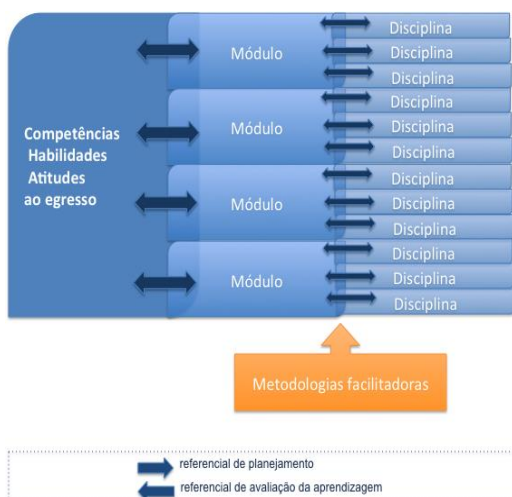 Competências
Habilidades
Atitudes
ao egresso
Módulo
Disciplina
Disciplina
Disciplina
Módulo
Disciplina
Disciplina
Disciplina
Módulo
Disciplina
Disciplina
Disciplina
Módulo
Disciplina
Disciplina
Disciplina
Metodologias facilitadoras
referencial de planejamento
referencial de avaliação da aprendizagem